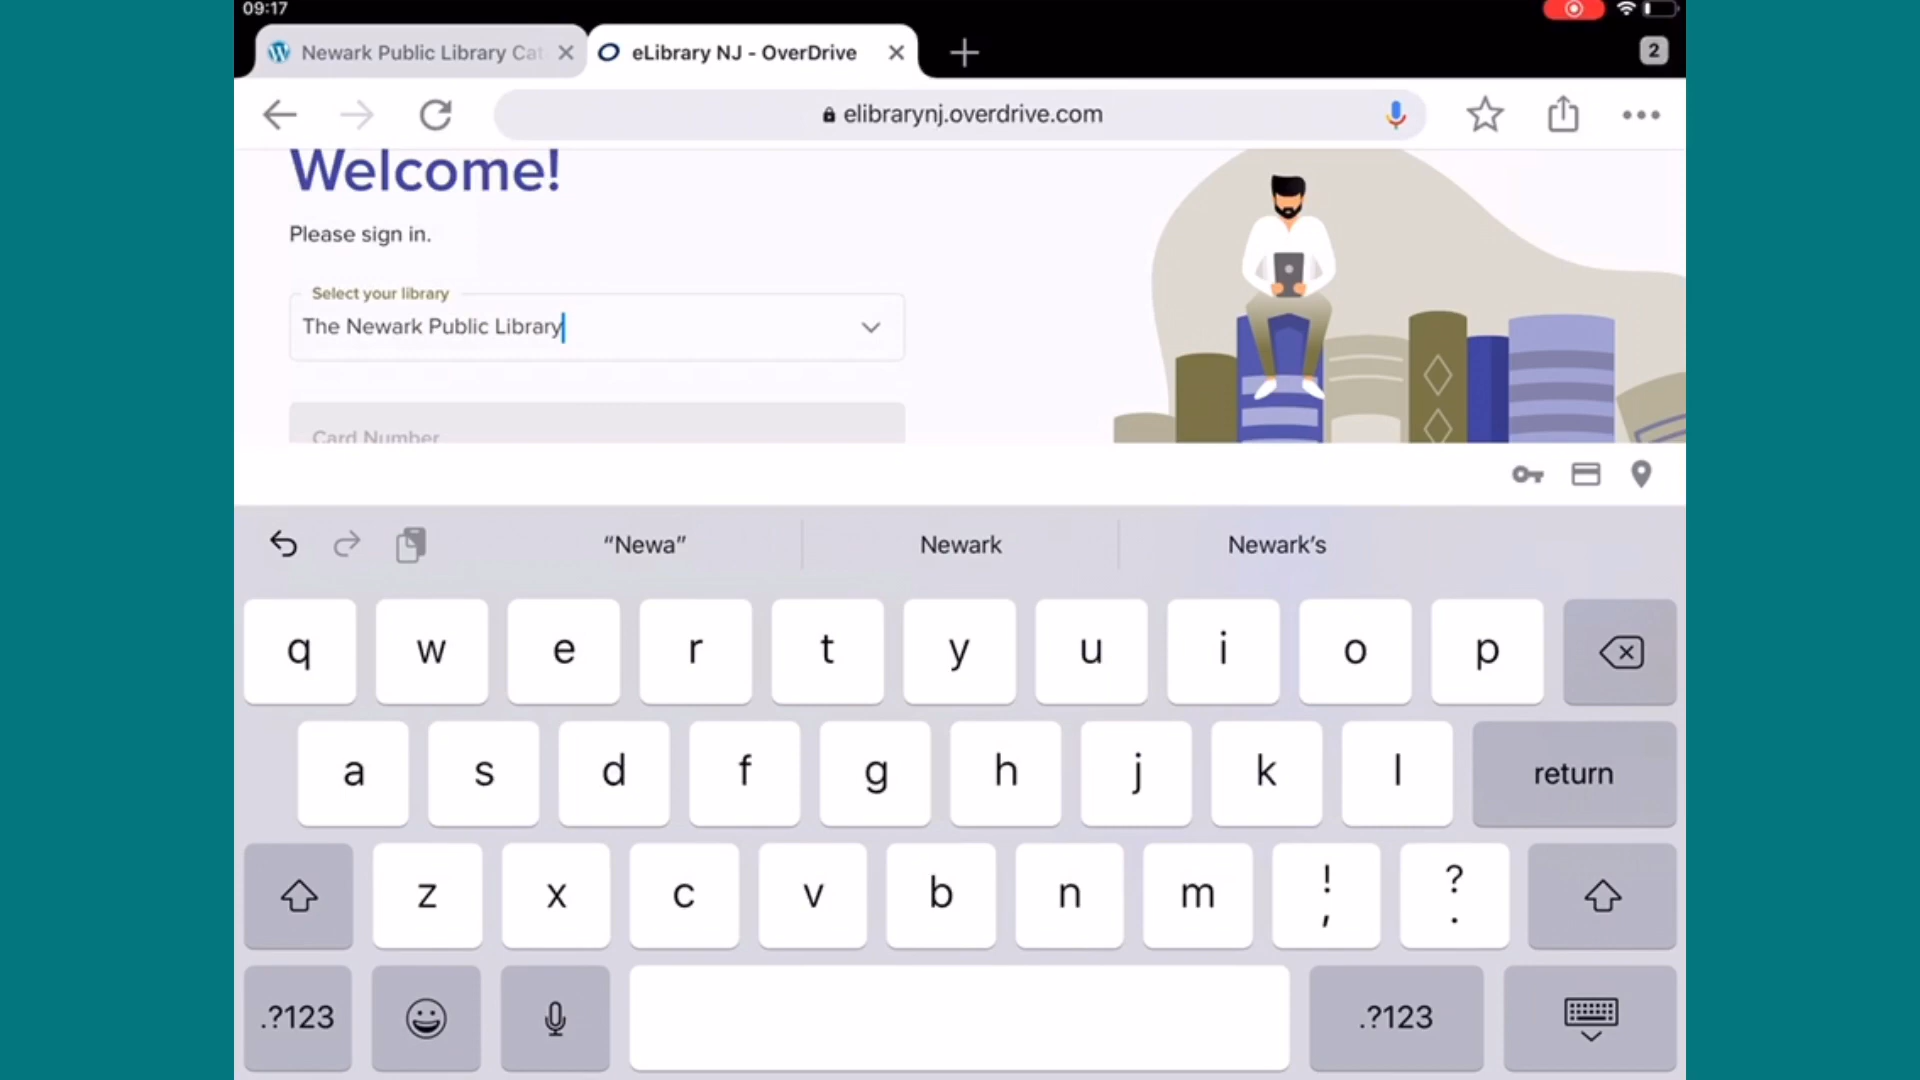 09:17
Newark Public Library Cat
eLibrary NJ - OverDrive
2
elibrarynj.overdrive.com
Welcome!
Please sign in.
Select your library
The Newark Public Library
Card Number
“Newa”
Newark
Newark’s
q w e r t y u i o p
a s d f g h j k l return
z x c v b n m ! , ? .
.?123 .?123